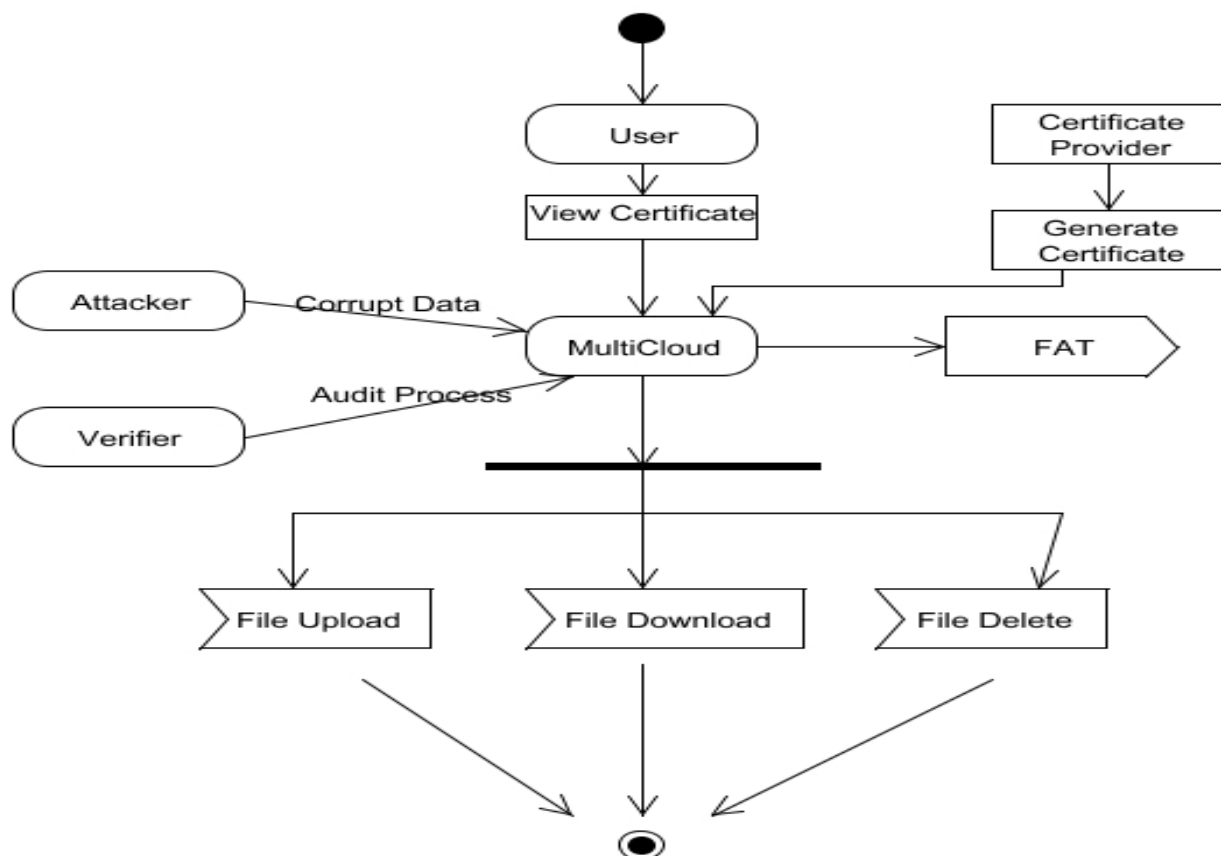 User
Certificate
Provider
View Certificate
Generate
Certificate
Attacker
Corrupt Data
MultiCloud
FAT
Audit Process
Verifier
File Upload
File Download
File Delete